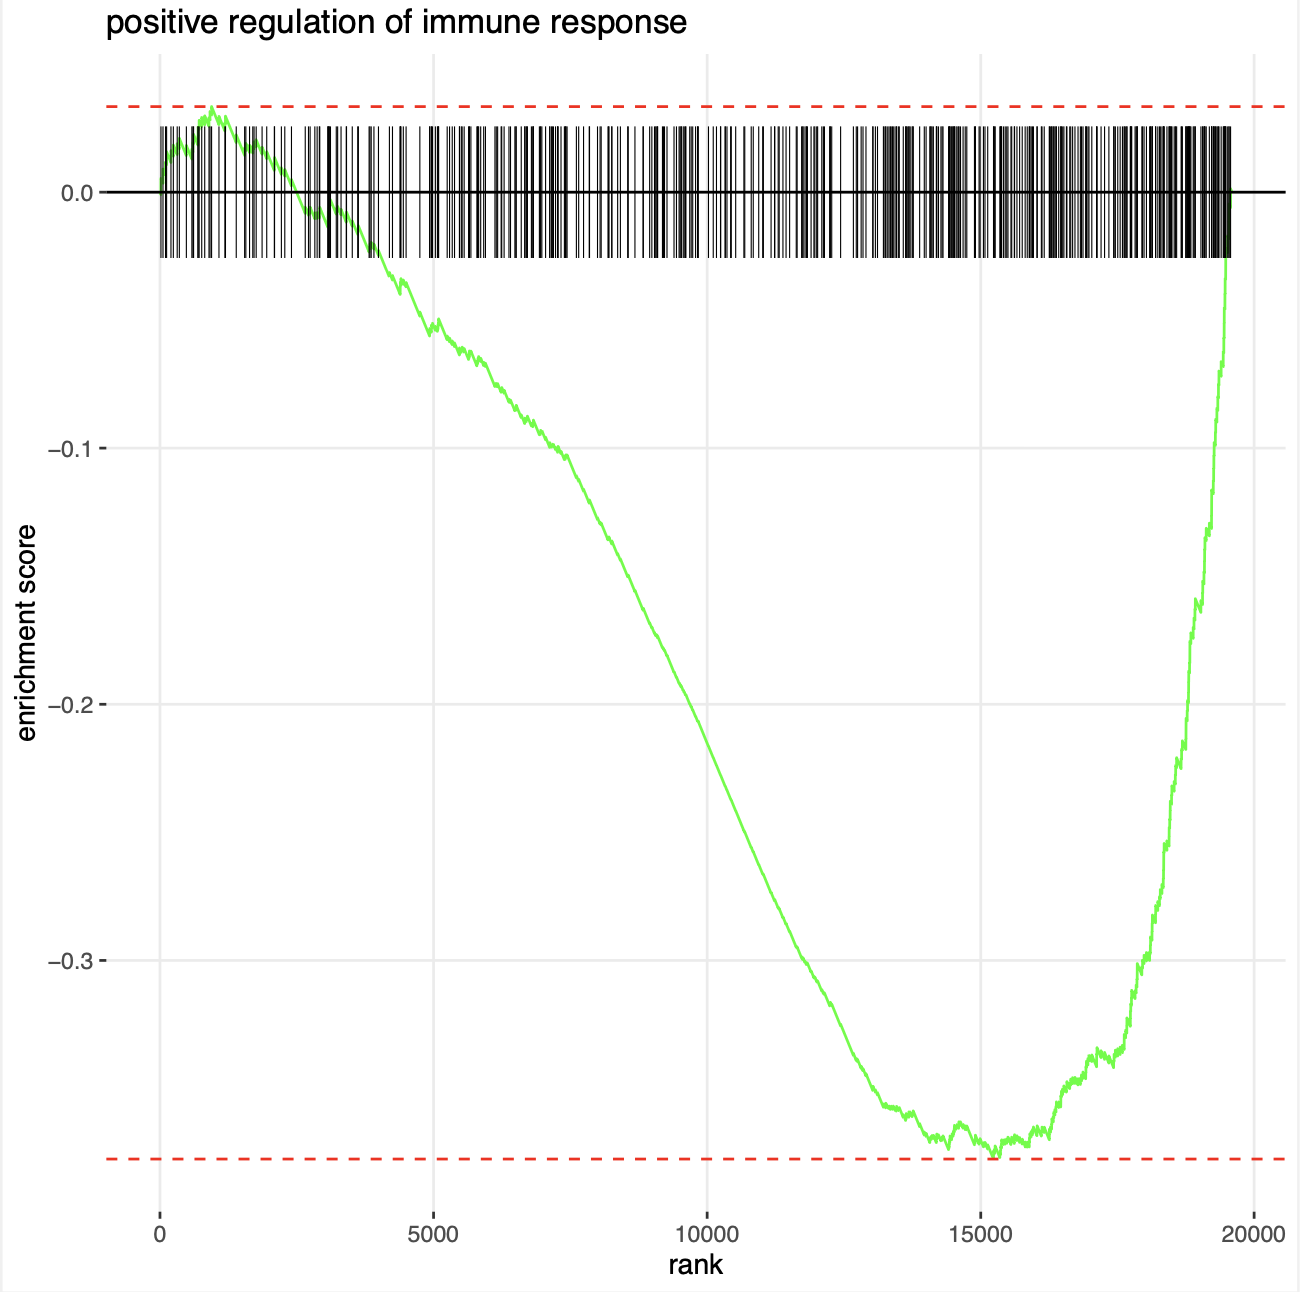 positive regulation of immune response
0.0
−0.1
−0.2
−0.3
enrichment score
0 5000 10000 15000 20000
rank